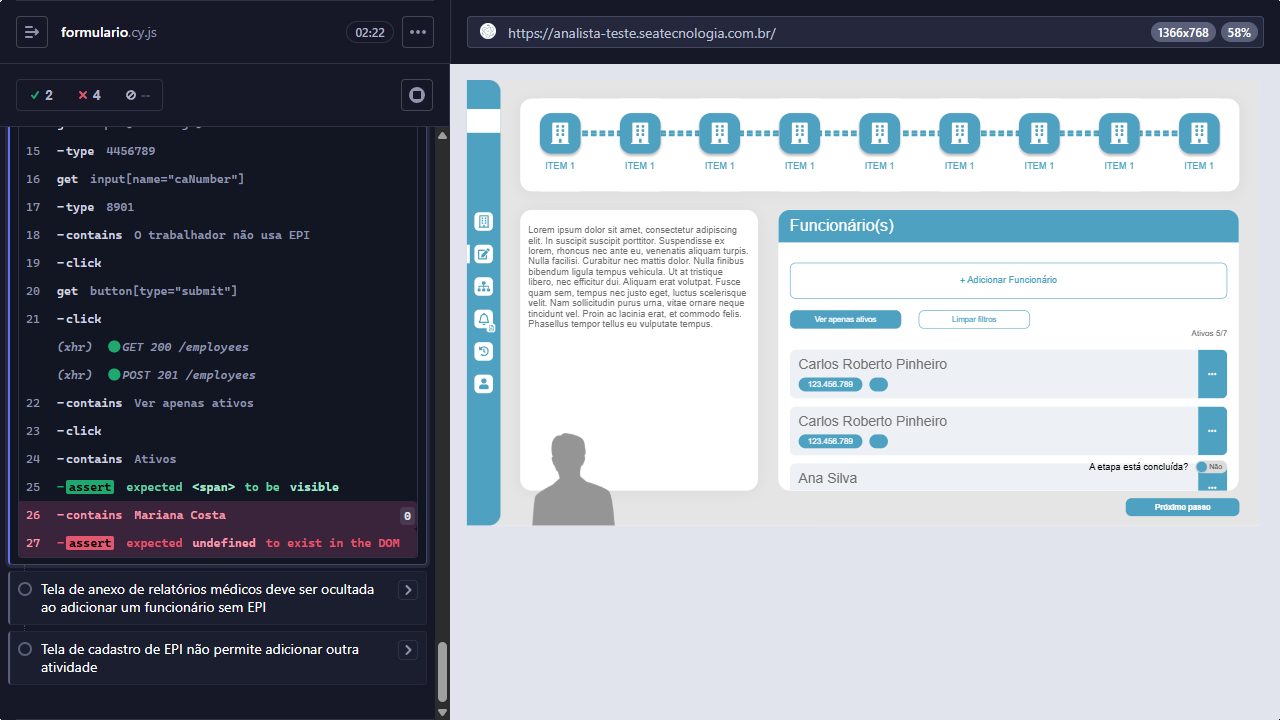 formulario.cy.js
02:22
2
4
--
15 -type 4456789
16 get input[name="caNumber"]
17 -type 8901
18 -contains O trabalhador não usa EPI
19 -click
20 get button[type="submit"]
21 -click
(xhr) GET 200 /employees
(xhr) POST 201 /employees
22 -contains Ver apenas ativos
23 -click
24 -contains Ativos
25 -assert expected <span> to be visible
26 -contains Mariana Costa 0
27 -assert expected undefined to exist in the DOM
Tela de anexo de relatórios médicos deve ser ocultada
ao adicionar um funcionário sem EPI
Tela de cadastro de EPI não permite adicionar outra
atividade
https://analista-teste.seatecnologia.com.br/
1366x768
58%
ITEM 1 ITEM 1 ITEM 1 ITEM 1 ITEM 1 ITEM 1 ITEM 1 ITEM 1 ITEM 1
Lorem ipsum dolor sit amet, consectetur adipiscing
elit. In suscipit suscipit porttitor. Suspendisse ex
lorem, rhoncus nec ante eu, venenatis aliquam turpis.
Nulla facilisi. Curabitur nec mattis dolor. Nulla finibus
bibendum ligula tempus vehicula. Ut at tristique
libero, nec efficitur dui. Aliquam erat volutpat. Fusce
quam sem, tempus nec justo eget, luctus scelerisque
velit. Nam sollicitudin purus urna, vitae ornare neque
tincidunt vel. Proin ac lacinia erat, et commodo felis.
Phasellus tempor tellus eu vulputate tempus.
Funcionário(s)
+ Adicionar Funcionário
Ver apenas ativos
Limpar filtros
Ativos 5/7
Carlos Roberto Pinheiro
123.456.789
Carlos Roberto Pinheiro
123.456.789
A etapa está concluída? Não
Ana Silva
Próximo passo